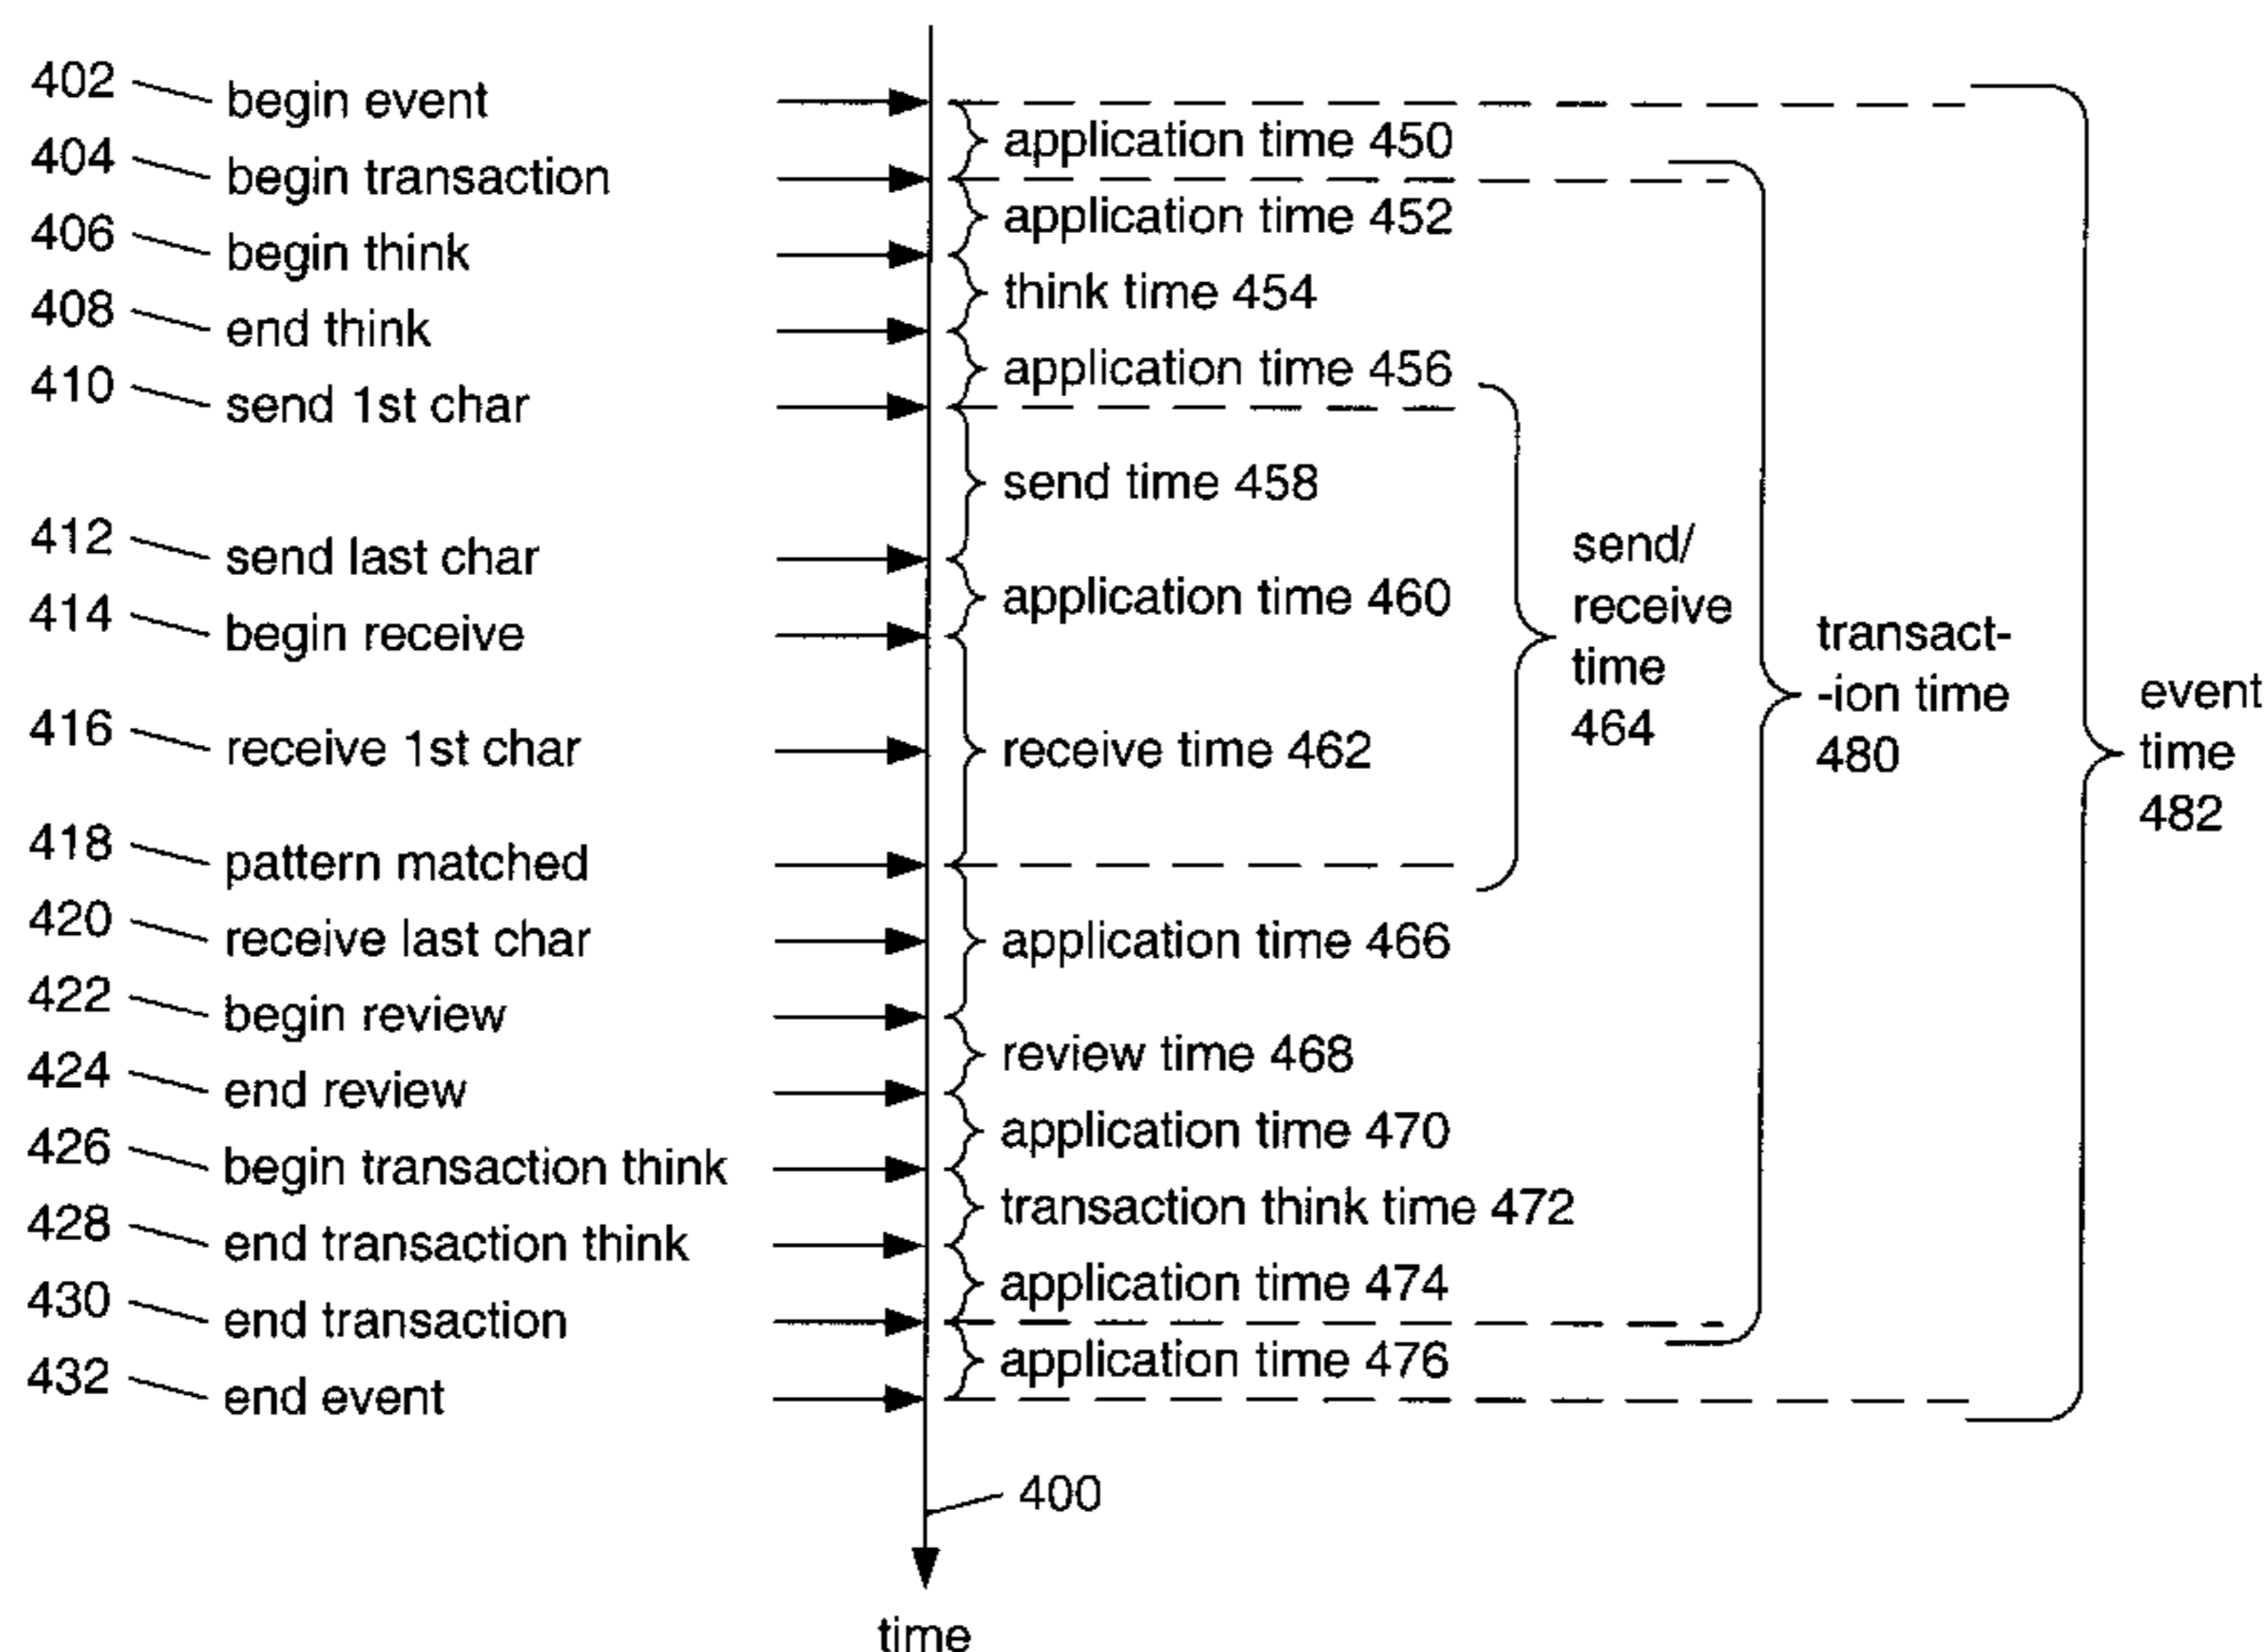 402 begin event
application time 450
404 begin transaction
application time 452
406 begin think
think time 454
408 end think
application time 456
410 send 1st char
send time 458
412 send last char
application time 460
414 begin receive
416 receive 1st char
receive time 462
418 pattern matched
420 receive last char
application time 466
422 begin review
review time 468
424 end review
application time 470
426 begin transaction think
transaction think time 472
428 end transaction think
application time 474
430 end transaction
application time 476
432 end event
send/
receive
time
464
transact-
-ion time
480
event
time
482
400
time